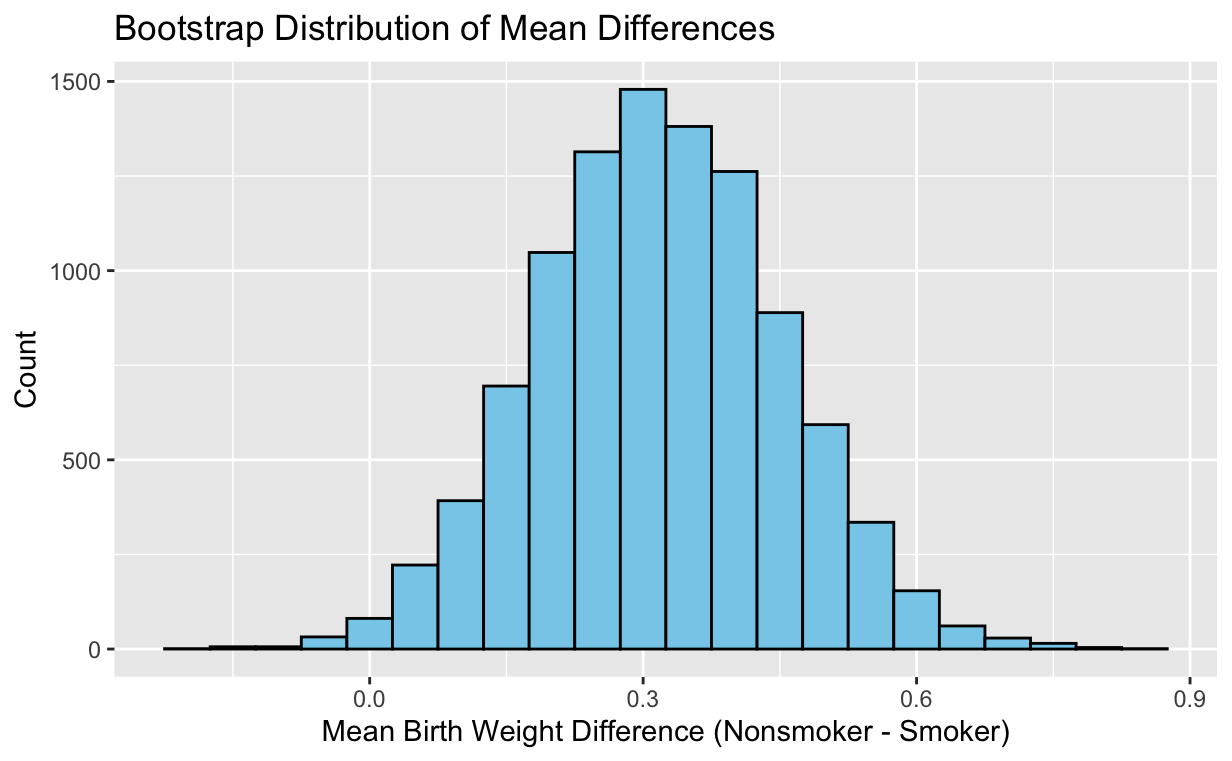 Bootstrap Distribution of Mean Differences
1500
1000
500
0
Count
0.0 0.3 0.6 0.9
Mean Birth Weight Difference (Nonsmoker - Smoker)